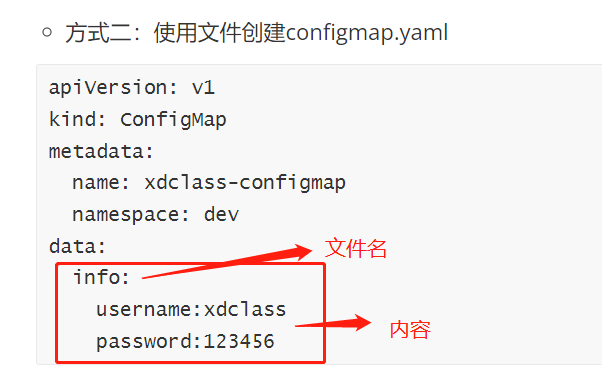 方式二：使用文件创建configmap.yaml
apiVersion: v1
kind: ConfigMap
metadata:
  name: xdclass-configmap
  namespace: dev
data:
文件名
  info:
    username:xdclass
内容
    password:123456